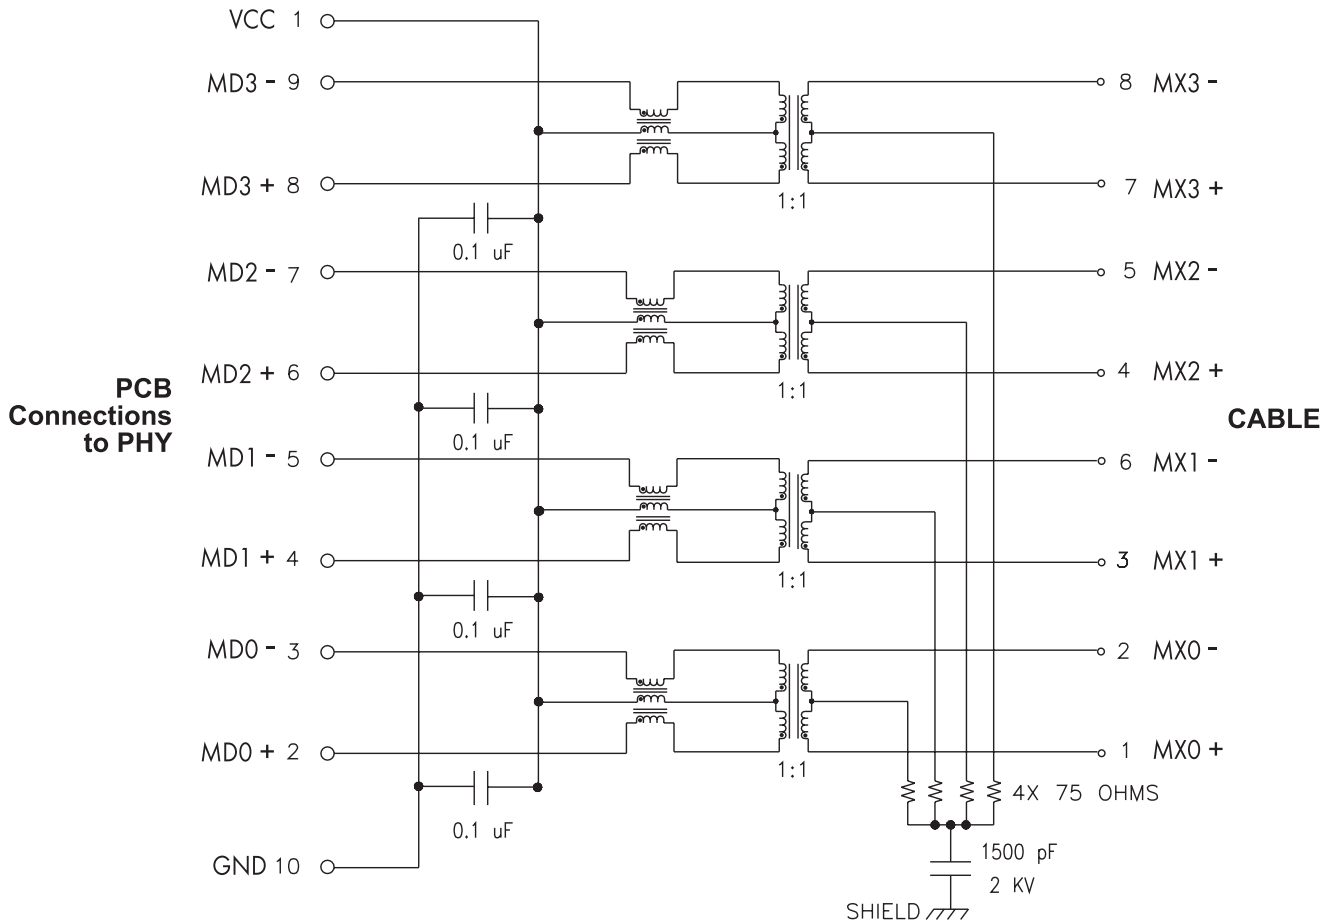 VCC 1
MD3 - 9
8 MX3 -
MD3 + 8
7 MX3 +
1:1
0.1 uF
MD2 - 7
5 MX2 -
MD2 + 6
4 MX2 +
1:1
PCB
Connections
to PHY
CABLE
0.1 uF
MD1 - 5
6 MX1 -
MD1 + 4
3 MX1 +
1:1
0.1 uF
MD0 - 3
2 MX0 -
MD0 + 2
1 MX0 +
1:1
4X 75 OHMS
0.1 uF
1500 pF
GND 10
2 KV
SHIELD